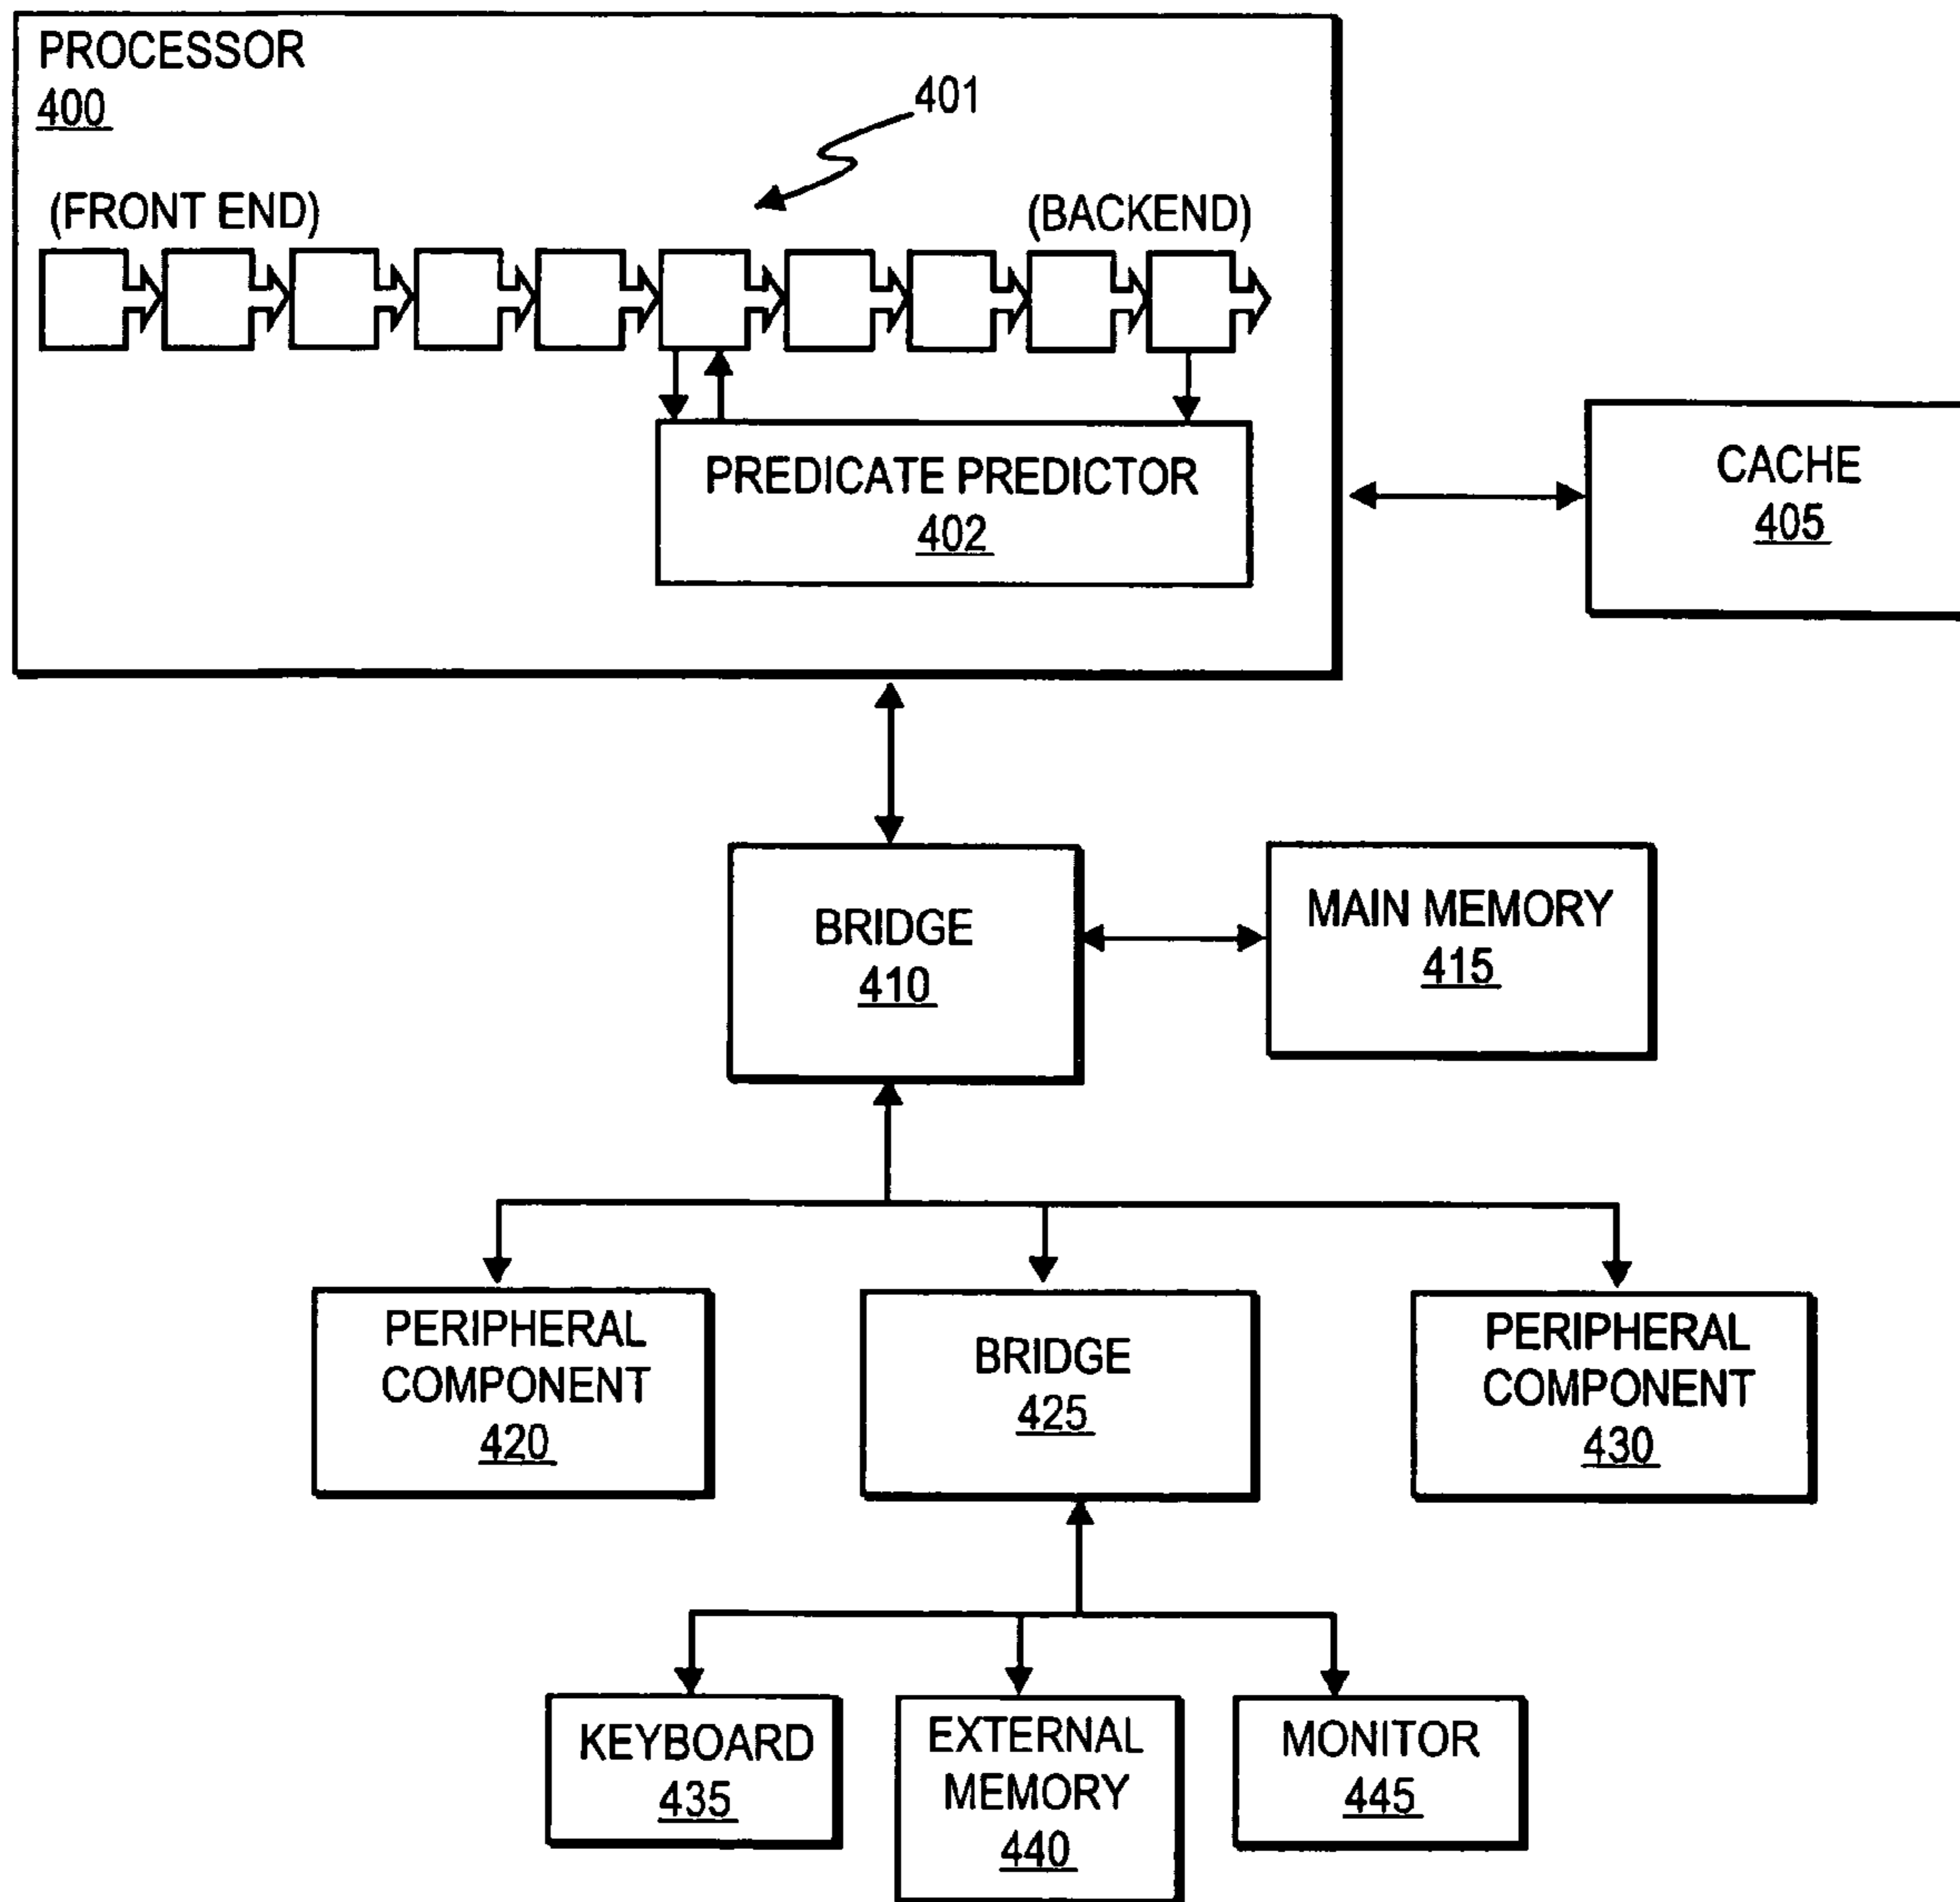 PROCESSOR
400
401
(FRONT END)
(BACKEND)
PREDICATE PREDICTOR
402
CACHE
405
BRIDGE
410
MAIN MEMORY
415
PERIPHERAL
COMPONENT
420
BRIDGE
425
PERIPHERAL
COMPONENT
430
KEYBOARD
435
EXTERNAL
MEMORY
440
MONITOR
445